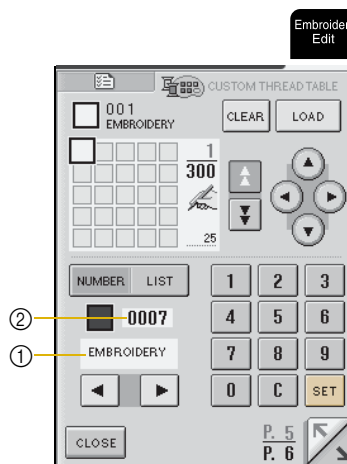 Embroidery
Edit
CUSTOM THREAD TABLE
001
EMBROIDERY
CLEAR
LOAD
1
300
25
NUMBER
LIST
1
2
3
② 0007
4
5
6
① EMBROIDERY
7
8
9
0
C
SET
CLOSE
P. 5
P. 6